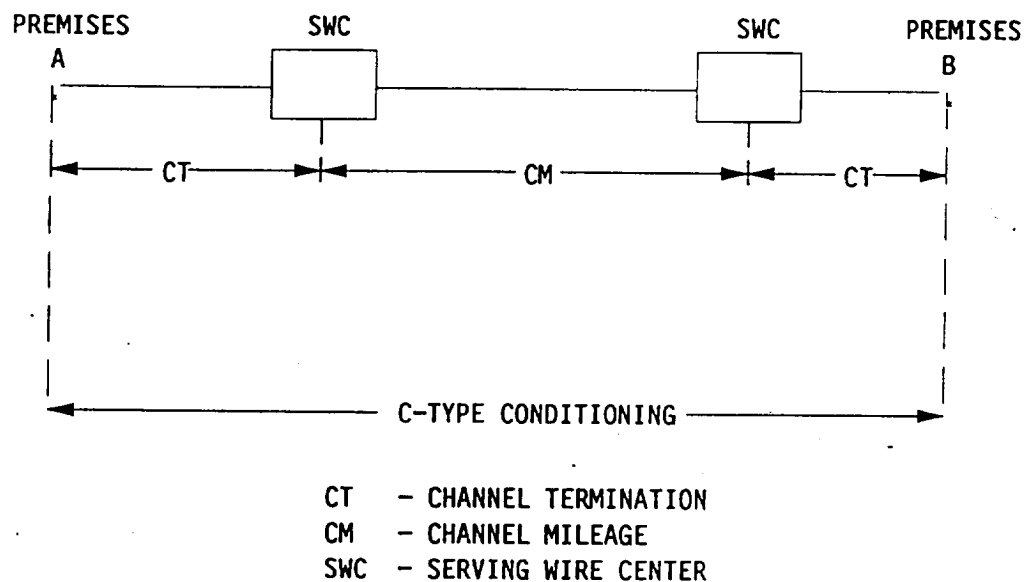 PREMISES SWC SWC PREMISES
A B
CT CM CT
C-TYPE CONDITIONING
CT - CHANNEL TERMINATION
CM - CHANNEL MILEAGE
SWC - SERVING WIRE CENTER